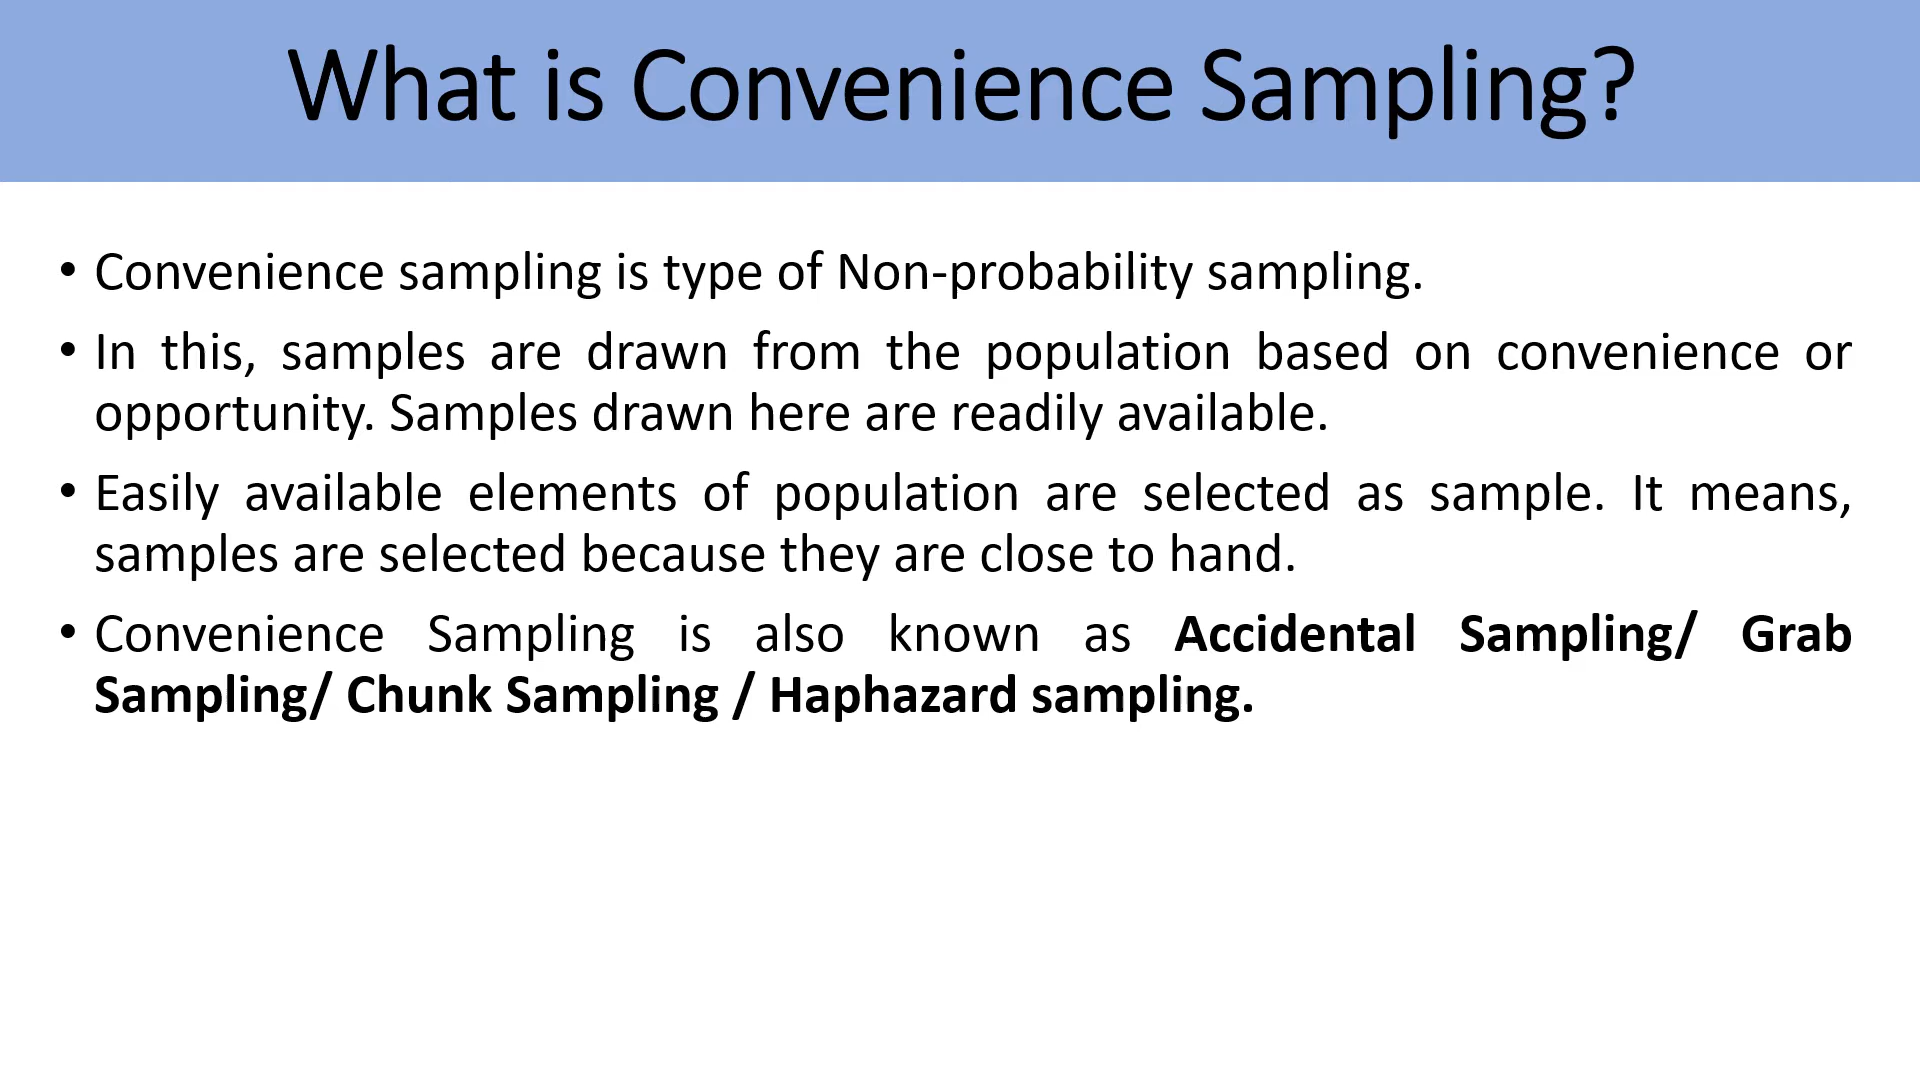 What is Convenience Sampling?
• Convenience sampling is type of Non-probability sampling.
• In this, samples are drawn from the population based on convenience or
opportunity. Samples drawn here are readily available.
• Easily available elements of population are selected as sample. It means,
samples are selected because they are close to hand.
• Convenience Sampling is also known as Accidental Sampling/ Grab
Sampling/ Chunk Sampling / Haphazard sampling.